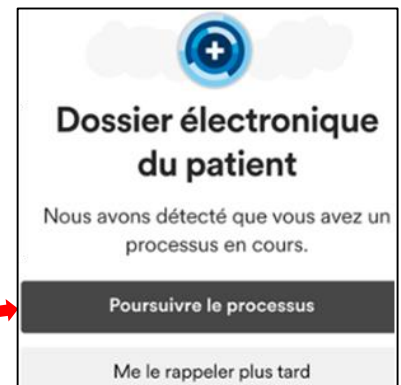 Dossier électronique
du patient
Nous avons détecté que vous avez un
processus en cours.
Poursuivre le processus
Me le rappeler plus tard